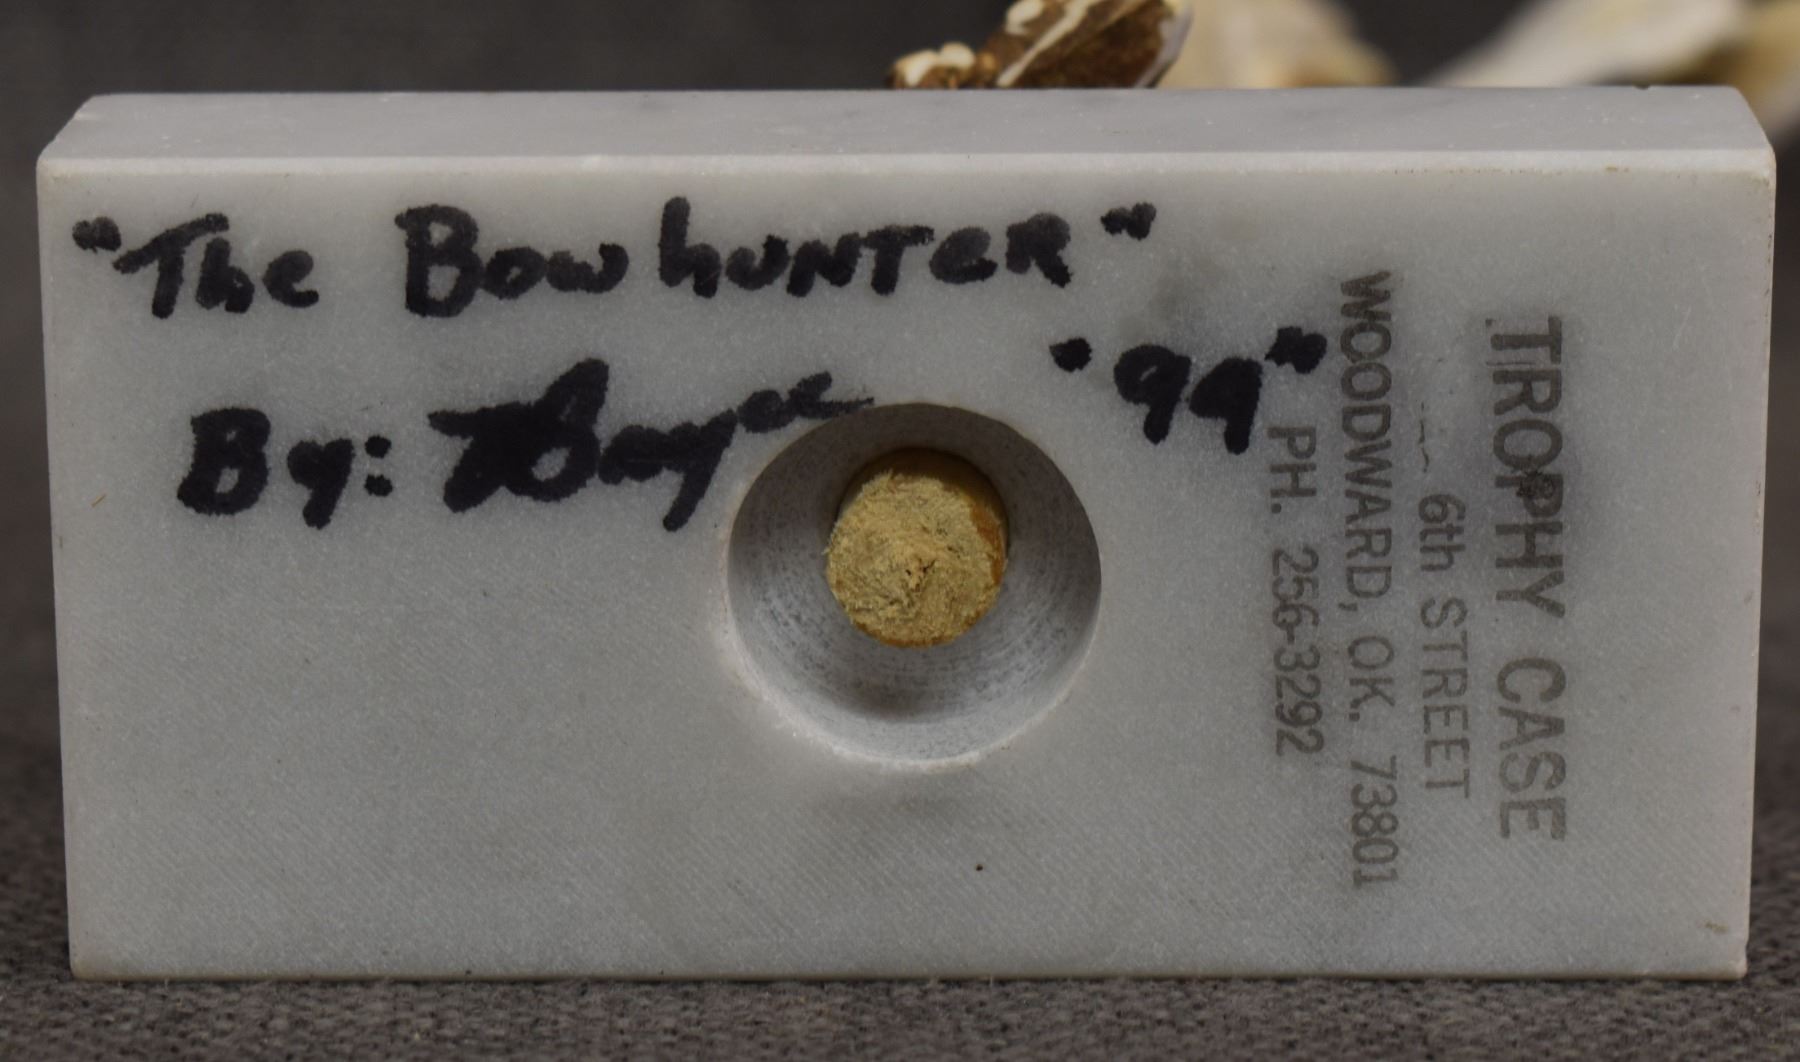 "The BowhunTeR"
"99"
By:
TROPHY CASE
6th STREET
WOODWARD, OK. 73801
PH. 256-3292